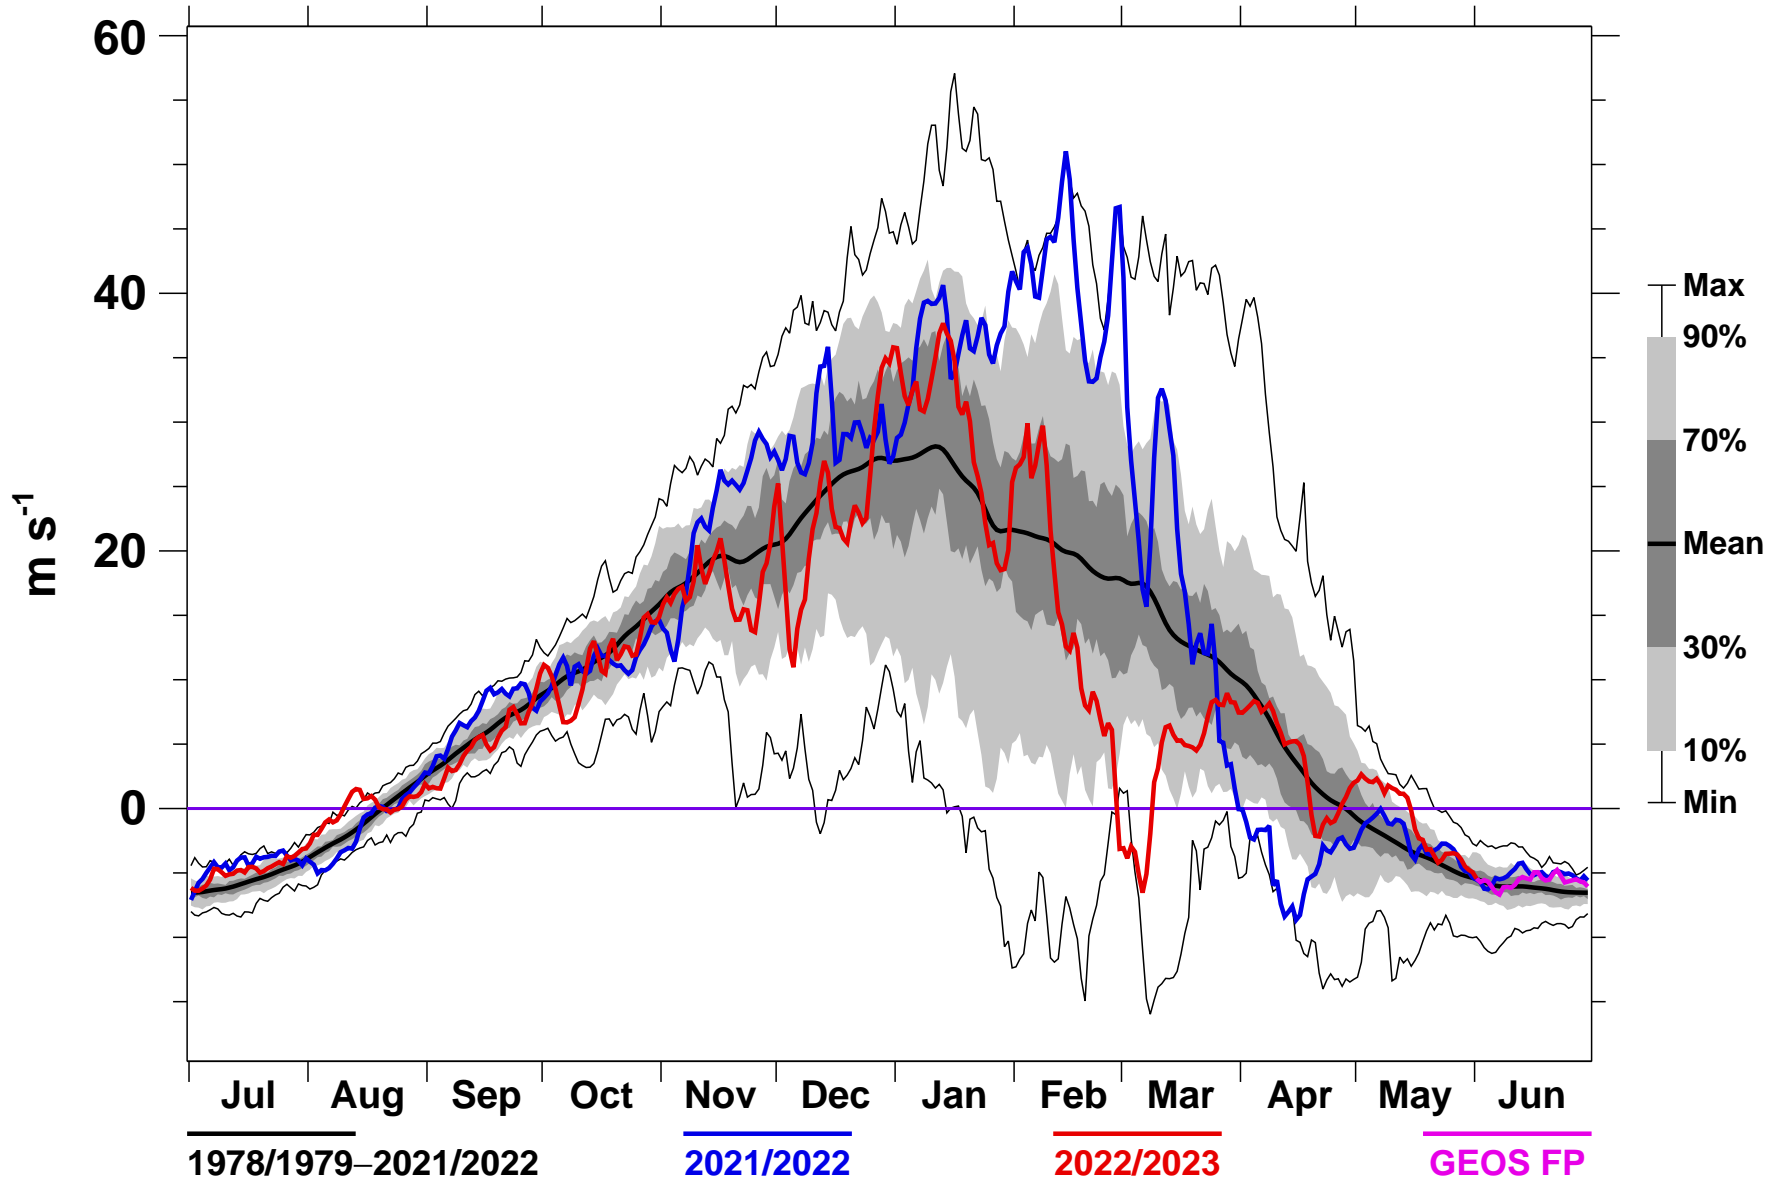 60
40
20
0
m s-1
Max
90%
70%
Mean
30%
10%
Min
Jul Aug Sep Oct Nov Dec Jan Feb Mar Apr May Jun
1978/1979–2021/2022 2021/2022 2022/2023 GEOS FP